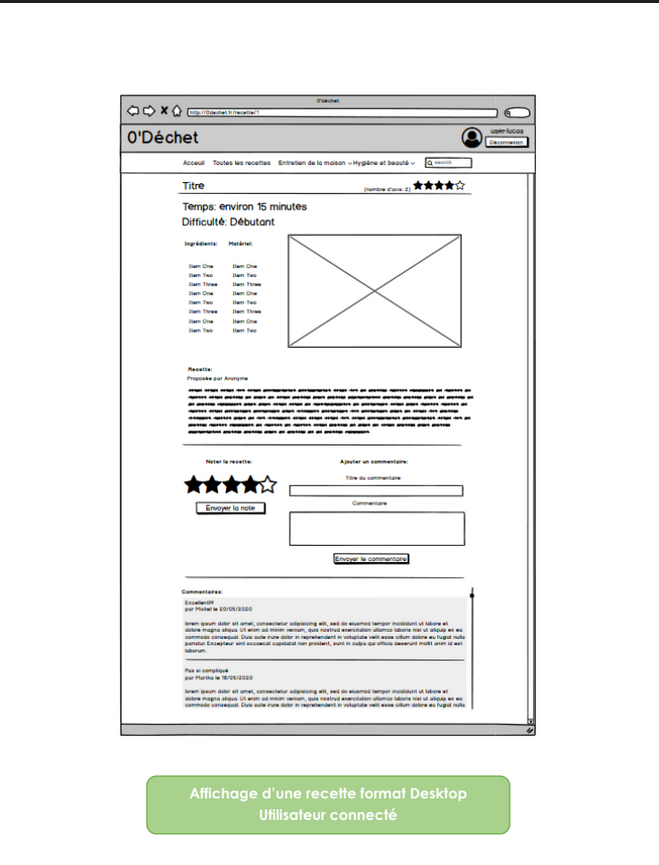 0'Déchet
http://0dechet.fr/recette/1
0'Déchet
user-lucas
Déconnexion
Acceuil Toutes les recettes Entretien de la maison Hygiène et beauté search
Titre
(nombre d'avis: 2)
Temps: environ 15 minutes
Difficulté: Débutant
Ingrédients: Matériel:
Item One Item One
Item Two Item Two
Item Three Item Three
Item One Item One
Item Two Item Two
Item Three Item Three
Item One Item One
Item Two Item Two
Recette:
Proposée par Anonyme
Noter la recette: Ajouter un commentaire:
Titre du commentaire
Envoyer la note
Commentaire
Envoyer le commentaire
Commentaires:
Excellent!!!
par Michel le 20/05/2020
lorem ipsum dolor sit amet, consectetur adipiscing elit, sed do eiusmod tempor incididunt ut labore et
dolore magna aliqua. Ut enim ad minim veniam, quis nostrud exercitation ullamco laboris nisi ut aliquip ex ea
commodo consequat. Duis aute irure dolor in reprehenderit in voluptate velit esse cillum dolore eu fugiat nulla
pariatur. Excepteur sint occaecat cupidatat non proident, sunt in culpa qui officia deserunt mollit anim id est
laborum.
Pas si compliqué
par Martha le 18/05/2020
lorem ipsum dolor sit amet, consectetur adipiscing elit, sed do eiusmod tempor incididunt ut labore et
dolore magna aliqua. Ut enim ad minim veniam, quis nostrud exercitation ullamco laboris nisi ut aliquip ex ea
commodo consequat. Duis aute irure dolor in reprehenderit in voluptate velit esse cillum dolore eu fugiat nulla
Affichage d'une recette format Desktop
Utilisateur connecté